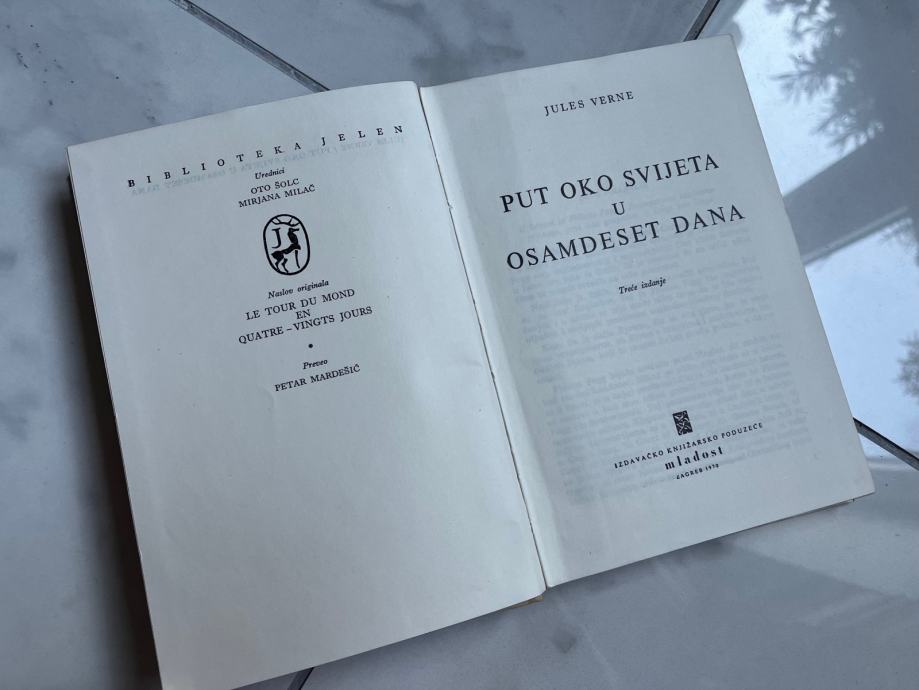 BIBLIOTEKA JELEN
Urednici
OTO ŠOLC
MIRJANA MILAČ
J
Naslov originala
LE TOUR DU MOND
EN
QUATRE – VINGTS JOURS
•
Preveo
PETAR MARDEŠIĆ
JULES VERNE
PUT OKO SVIJETA
U
OSAMDESET DANA
Treće izdanje
IZDAVAČKO KNJIŽARSKO PODUZEĆE
mladost
ZAGREB 1970